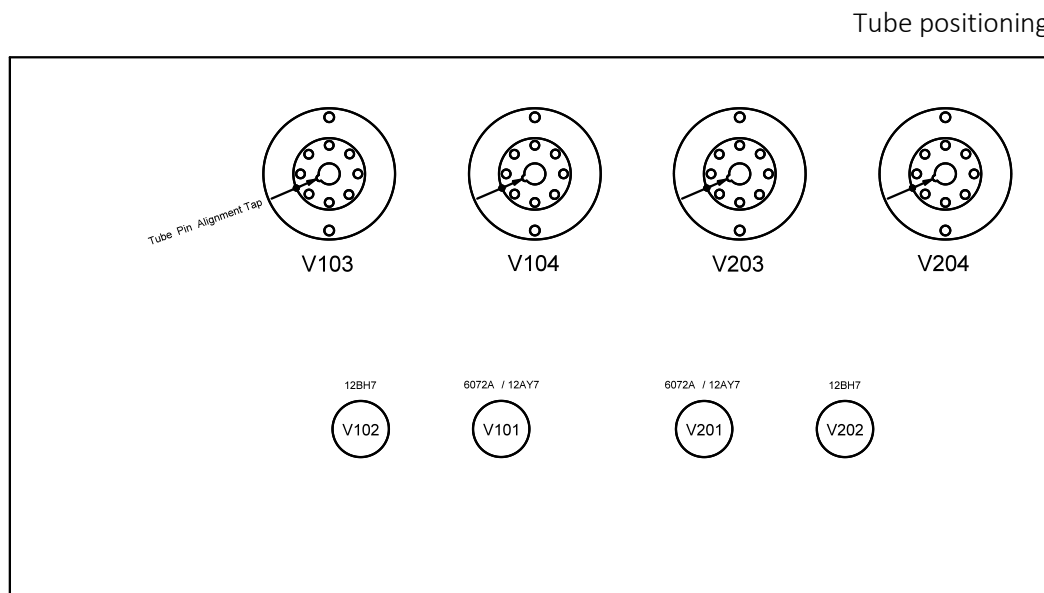 Tube positioning
Tube Pin Alignment Tap
V103 V104 V203 V204
12BH7 6072A / 12AY7 6072A / 12AY7 12BH7
V102 V101 V201 V202